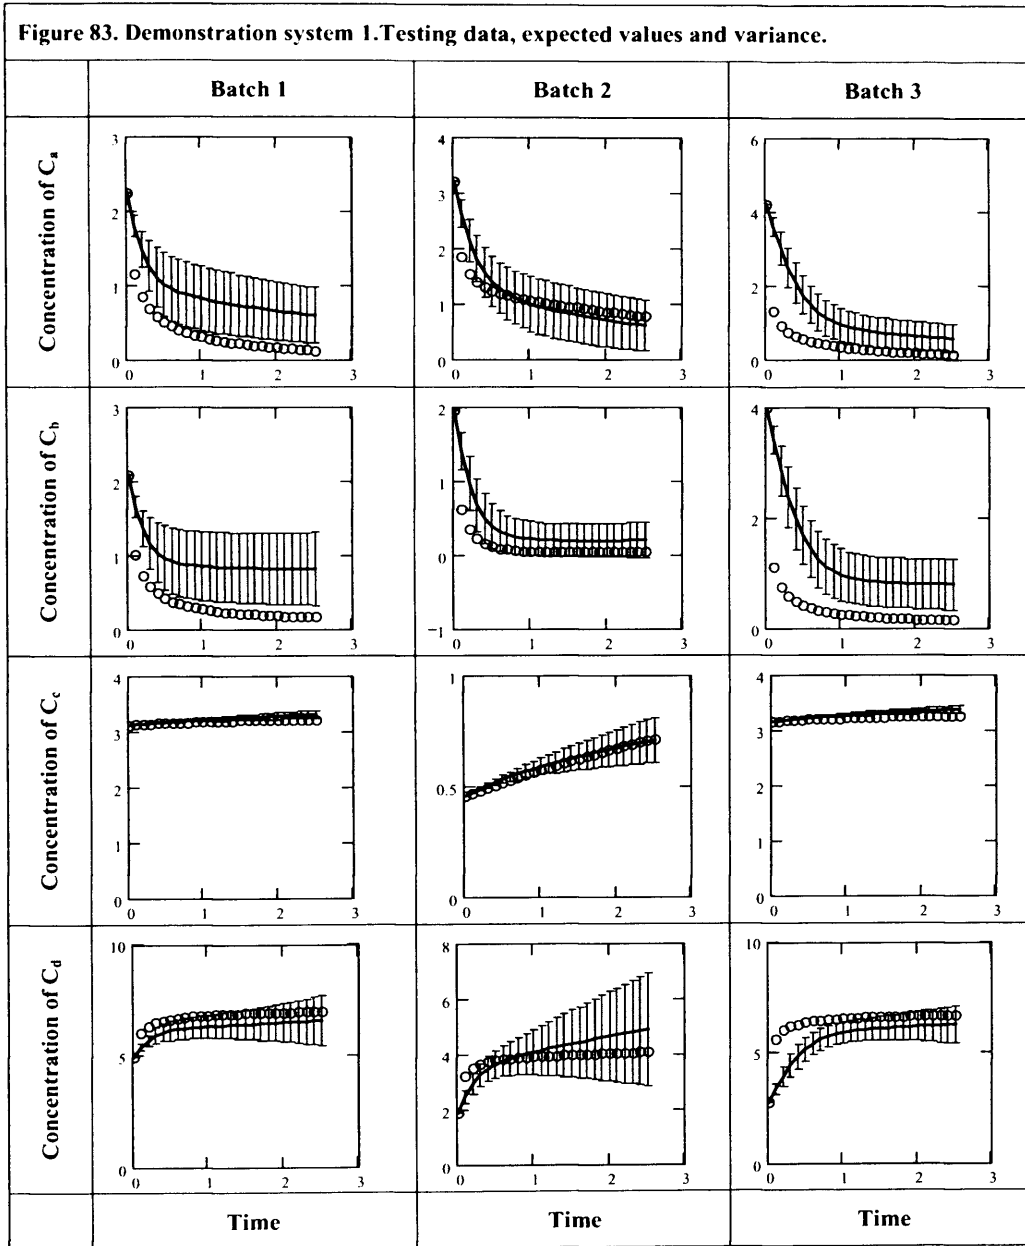 Figure 83. Demonstration system 1.Testing data, expected values and variance.
Batch 1 Batch 2 Batch 3
Concentration of Ca
3 2 1 0
0 1 2 3
4 3 2 1 0
0 1 2 3
6 4 2 0
0 1 2 3
Concentration of Cb
3 2 1 0
0 1 2 3
2 1 0 −1
0 1 2 3
4 2 0
0 1 2 3
Concentration of Cc
4 3 2 1 0
0 1 2 3
1 0.5 0
0 1 2 3
4 3 2 1 0
0 1 2 3
Concentration of Cd
10 5 0
0 1 2 3
8 6 4 2 0
0 1 2 3
10 5 0
0 1 2 3
Time Time Time